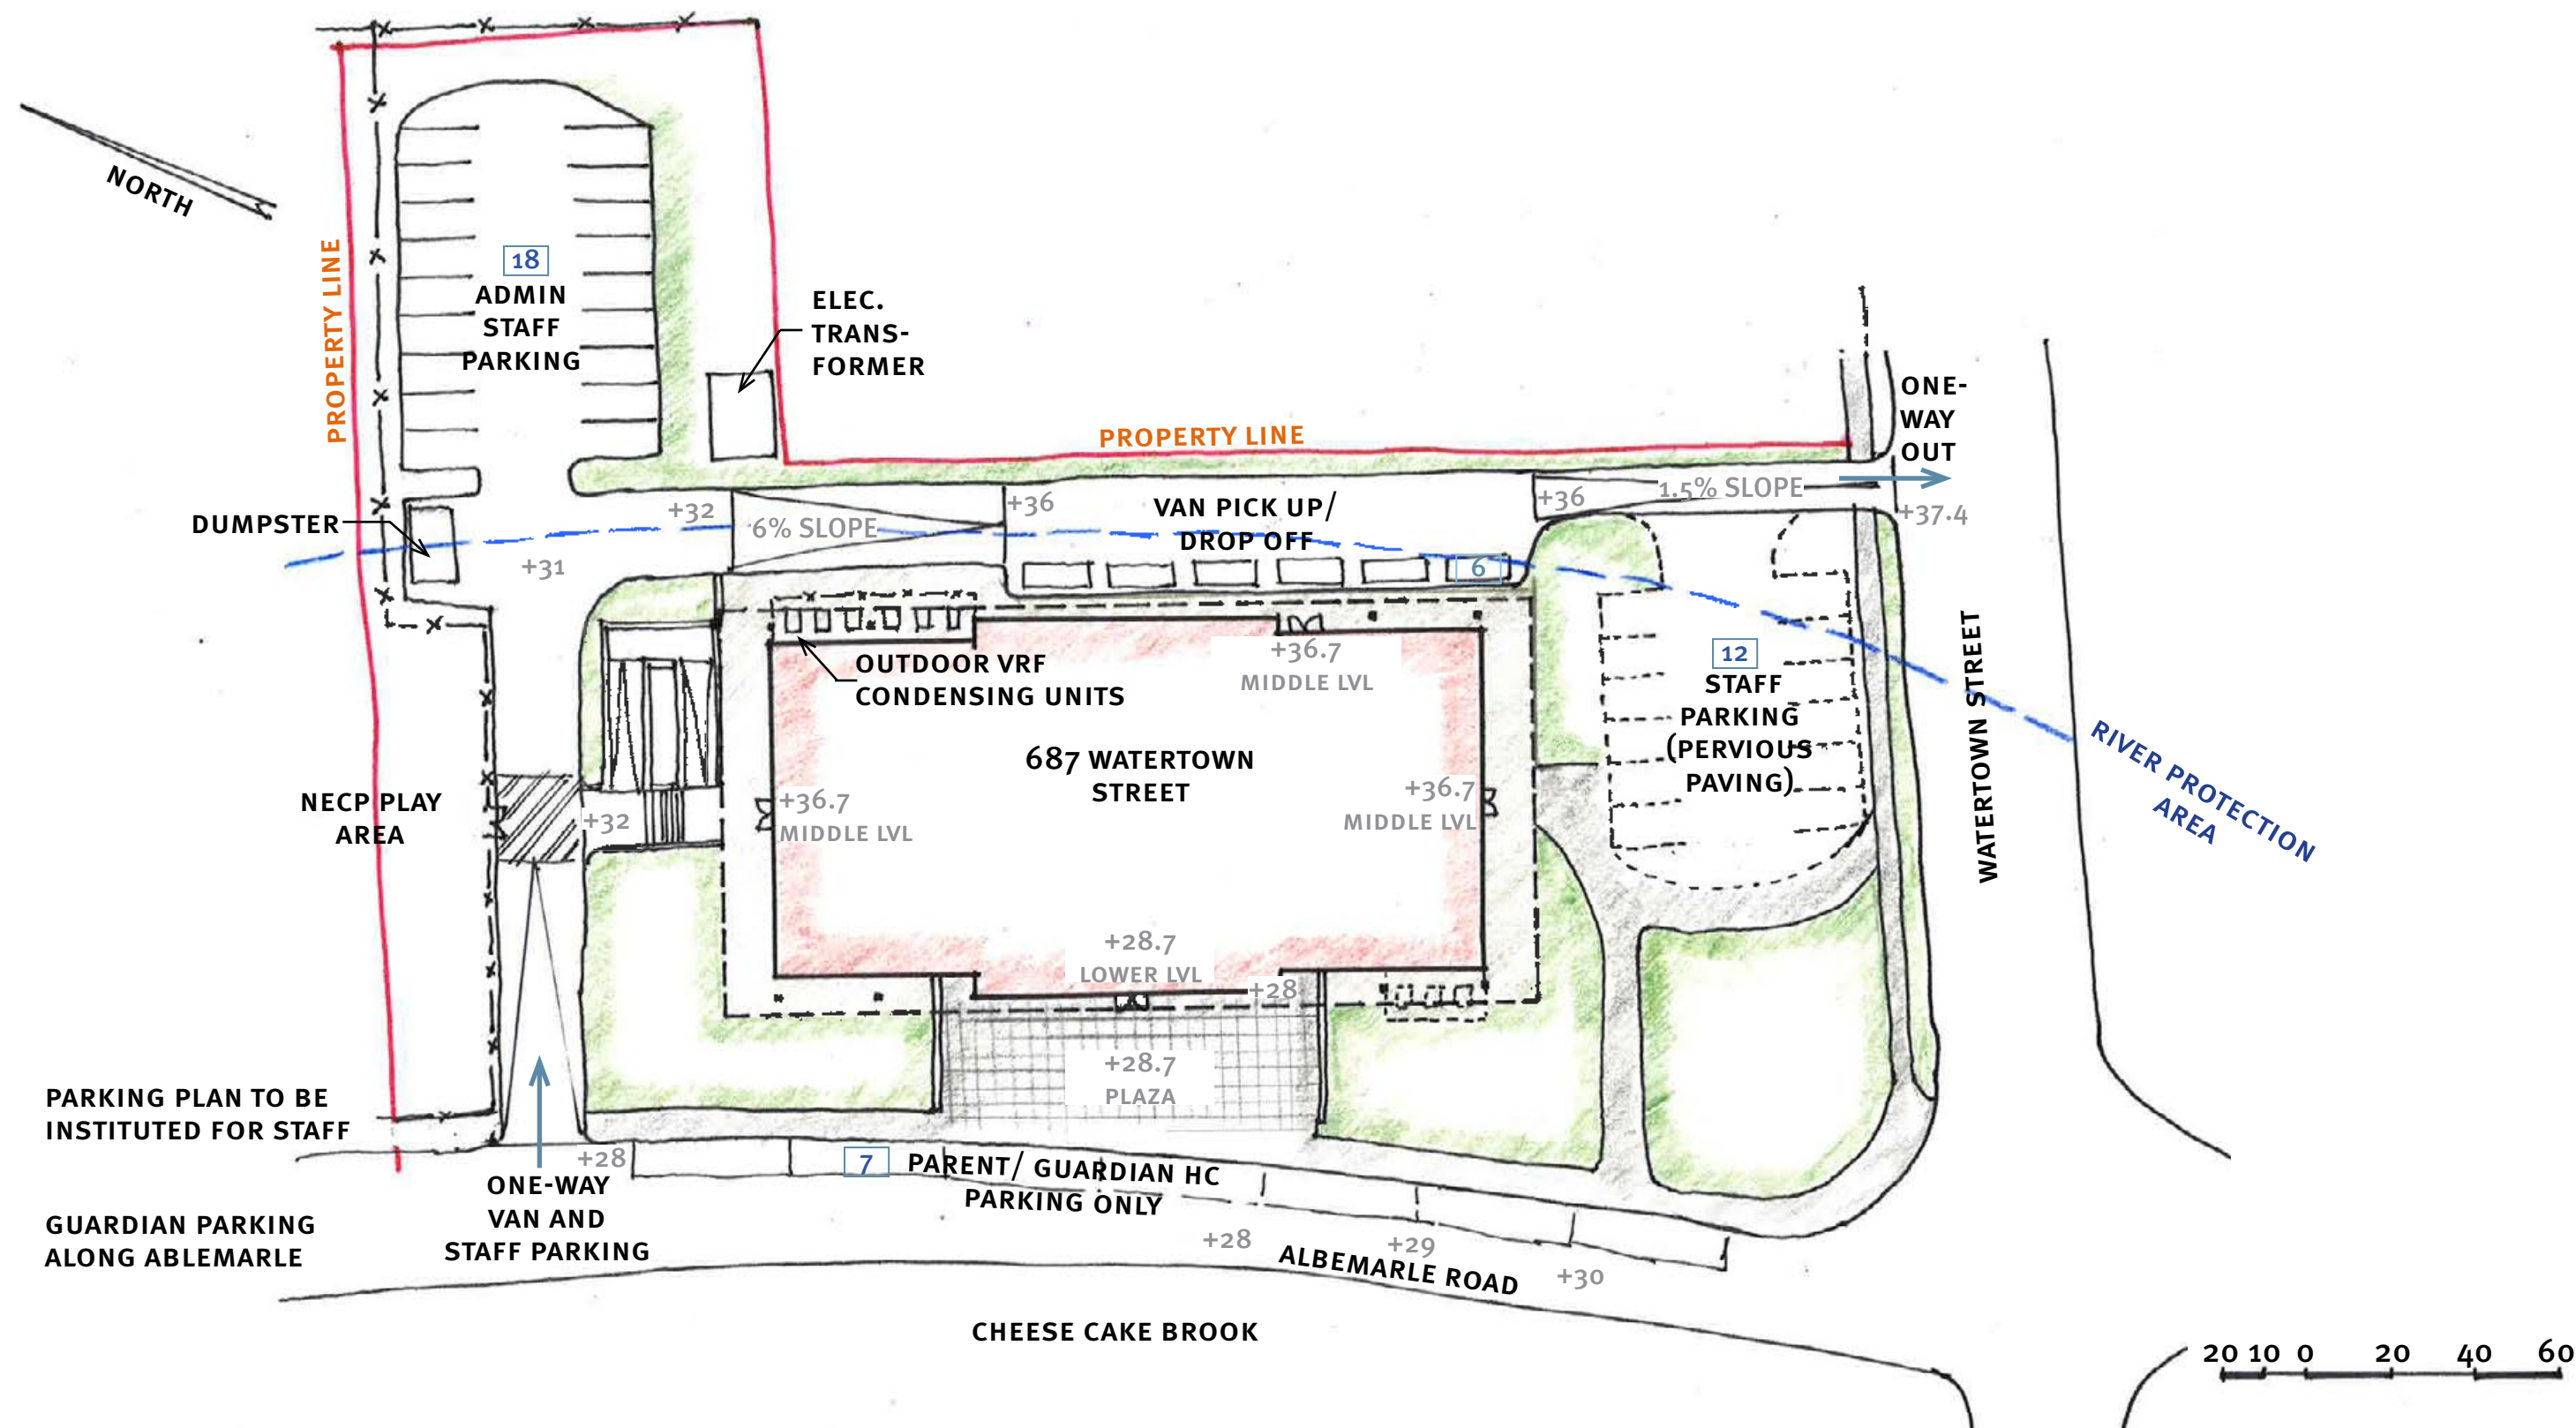 NORTH
PROPERTY LINE
18
ADMIN
STAFF
PARKING
ELEC.
TRANS-
FORMER
PROPERTY LINE
ONE-
WAY
OUT
DUMPSTER
+32
6% SLOPE
+36
VAN PICK UP/
DROP OFF
+36
1.5% SLOPE
+37.4
+31
6
OUTDOOR VRF
CONDENSING UNITS
+36.7
MIDDLE LVL
12
STAFF
PARKING
(PERVIOUS
PAVING)
WATERTOWN STREET
RIVER PROTECTION
AREA
687 WATERTOWN
STREET
NECP PLAY
AREA
+32
+36.7
MIDDLE LVL
+36.7
MIDDLE LVL
+28.7
LOWER LVL
+28
+28.7
PLAZA
PARKING PLAN TO BE
INSTITUTED FOR STAFF
+28
7
PARENT/ GUARDIAN HC
PARKING ONLY
ONE-WAY
VAN AND
STAFF PARKING
GUARDIAN PARKING
ALONG ABLEMARLE
+28
+29
+30
ALBEMARLE ROAD
CHEESE CAKE BROOK
20 10 0 20 40 60